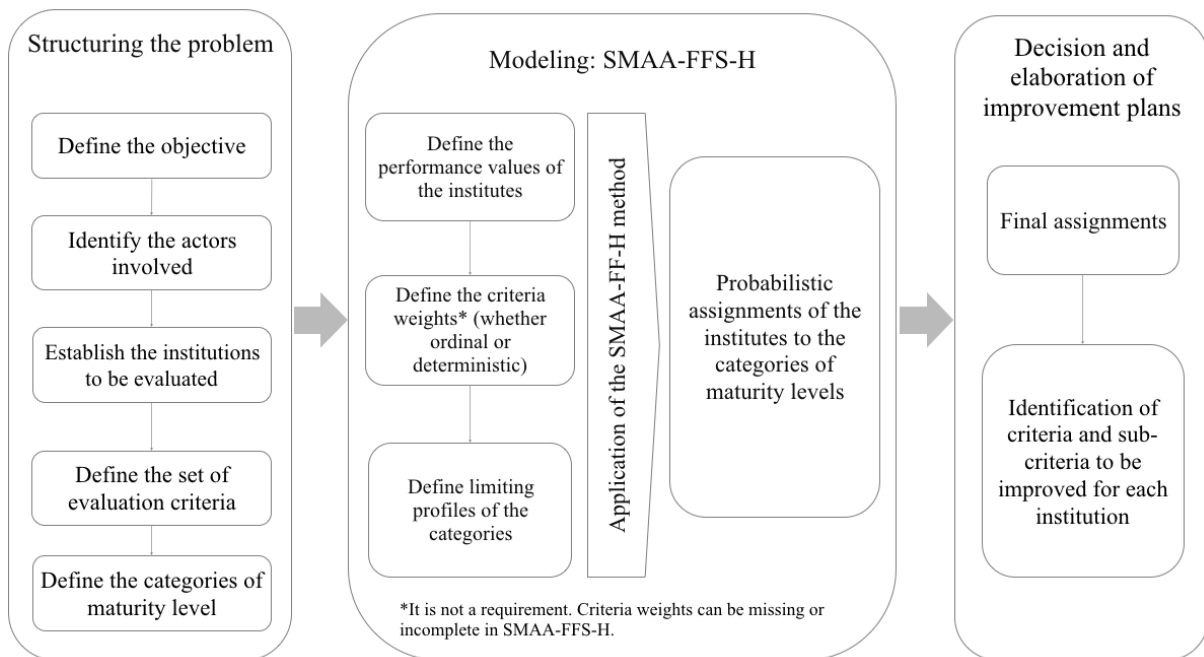 Structuring the problem
Define the objective
Identify the actors
involved
Establish the institutions
to be evaluated
Define the set of
evaluation criteria
Define the categories of
maturity level
Modeling: SMAA-FFS-H
Define the
performance values of
the institutes
Define the criteria
weights* (whether
ordinal or
deterministic)
Define limiting
profiles of the
categories
Application of the SMAA-FF-H method
Probabilistic
assignments of the
institutes to the
categories of
maturity levels
*It is not a requirement. Criteria weights can be missing or
incomplete in SMAA-FFS-H.
Decision and
elaboration of
improvement plans
Final assignments
Identification of
criteria and sub-
criteria to be
improved for each
institution